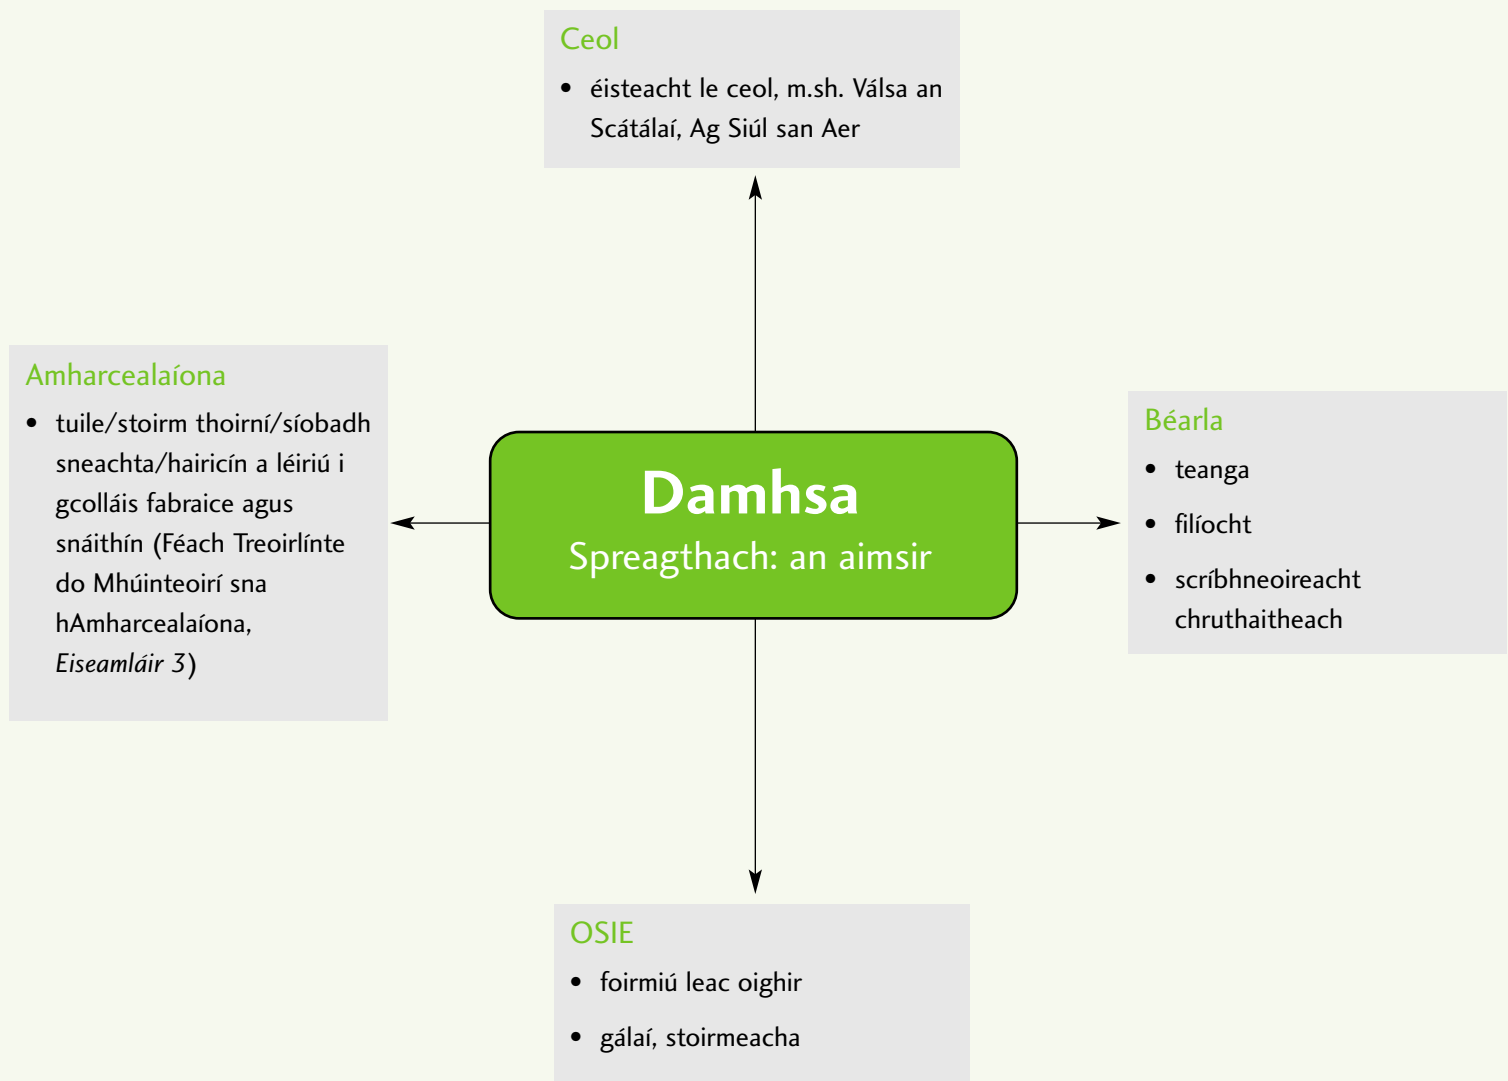 Ceol
• éisteacht le ceol, m.sh. Válsa an
Scátálaí, Ag Siúl san Aer
Amharcealaíona
• tuile/stoirm thoirní/síobadh
sneachta/hairicín a léiriú i
gcolláis fabraice agus
snáithín (Féach Treoirlínte
do Mhúinteoirí sna
hAmharcealaíona,
Eiseamláir 3)
Damhsa
Spreagthach: an aimsir
Béarla
• teanga
• filíocht
• scríbhneoireacht
chruthaitheach
OSIE
• foirmiú leac oighir
• gálaí, stoirmeacha